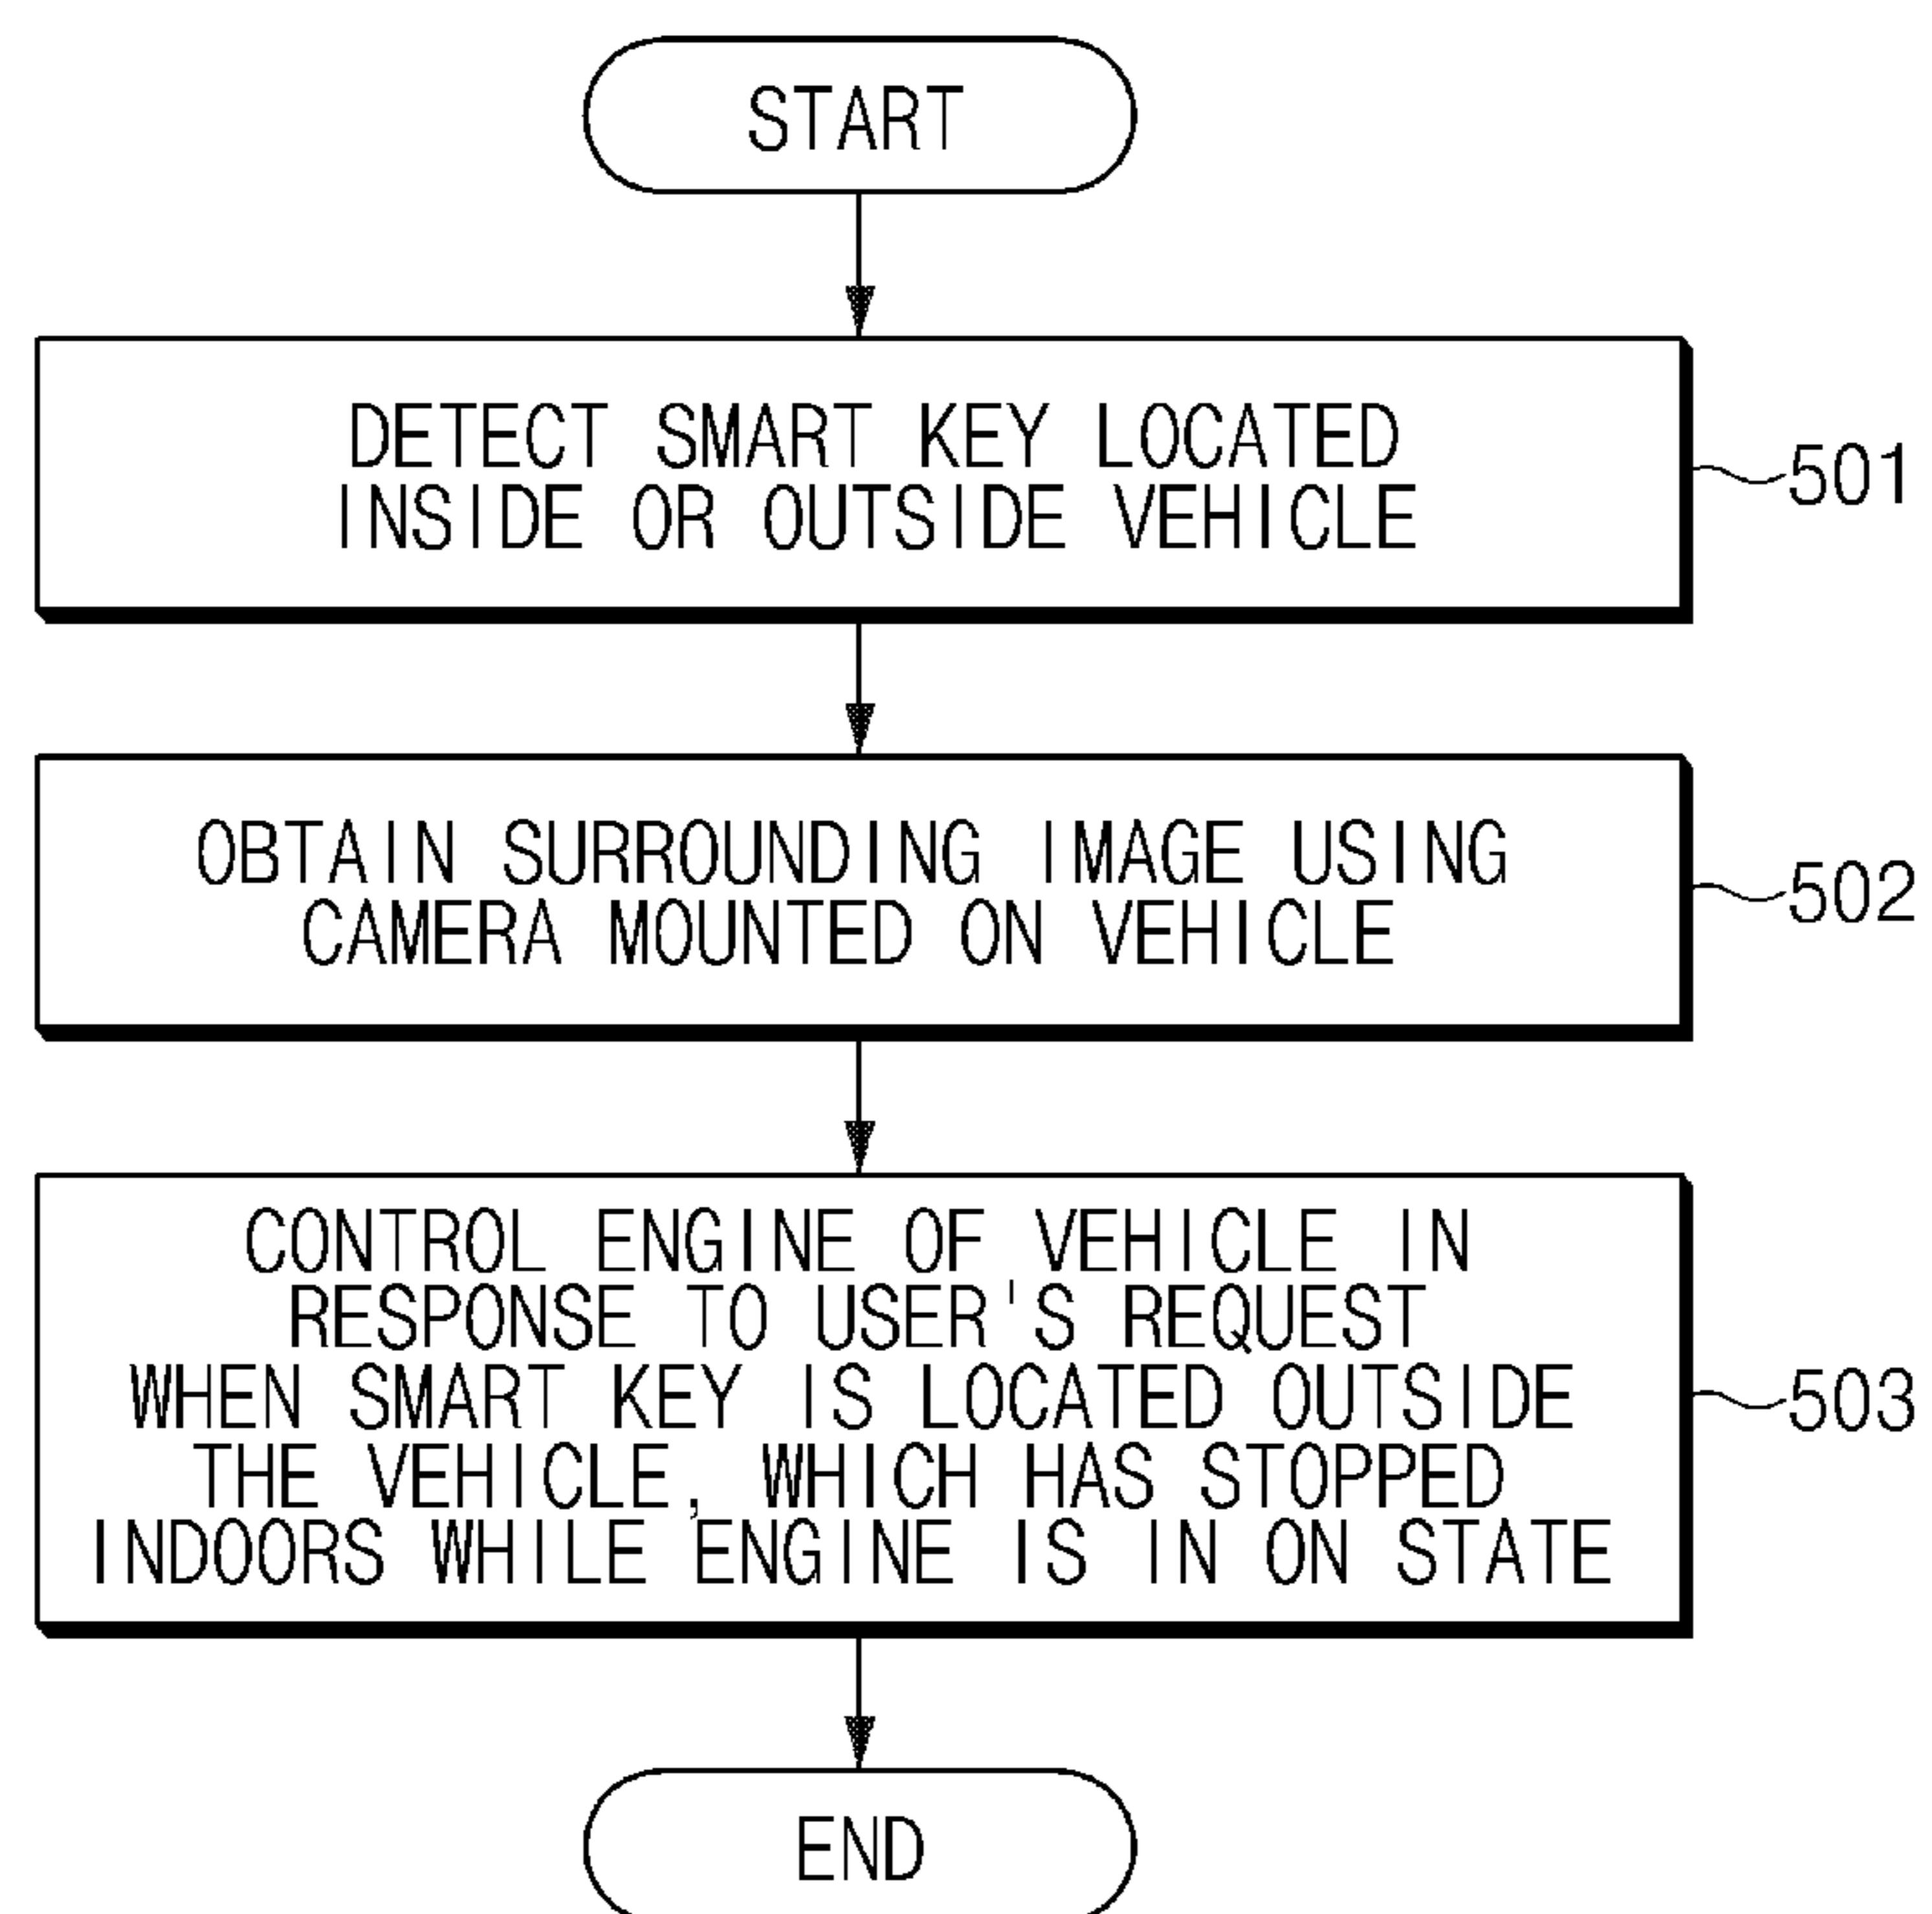 START
DETECT SMART KEY LOCATED
INSIDE OR OUTSIDE VEHICLE
501
OBTAIN SURROUNDING IMAGE USING
CAMERA MOUNTED ON VEHICLE
502
CONTROL ENGINE OF VEHICLE IN
RESPONSE TO USER'S REQUEST
WHEN SMART KEY IS LOCATED OUTSIDE
THE VEHICLE, WHICH HAS STOPPED
INDOORS WHILE ENGINE IS IN ON STATE
503
END